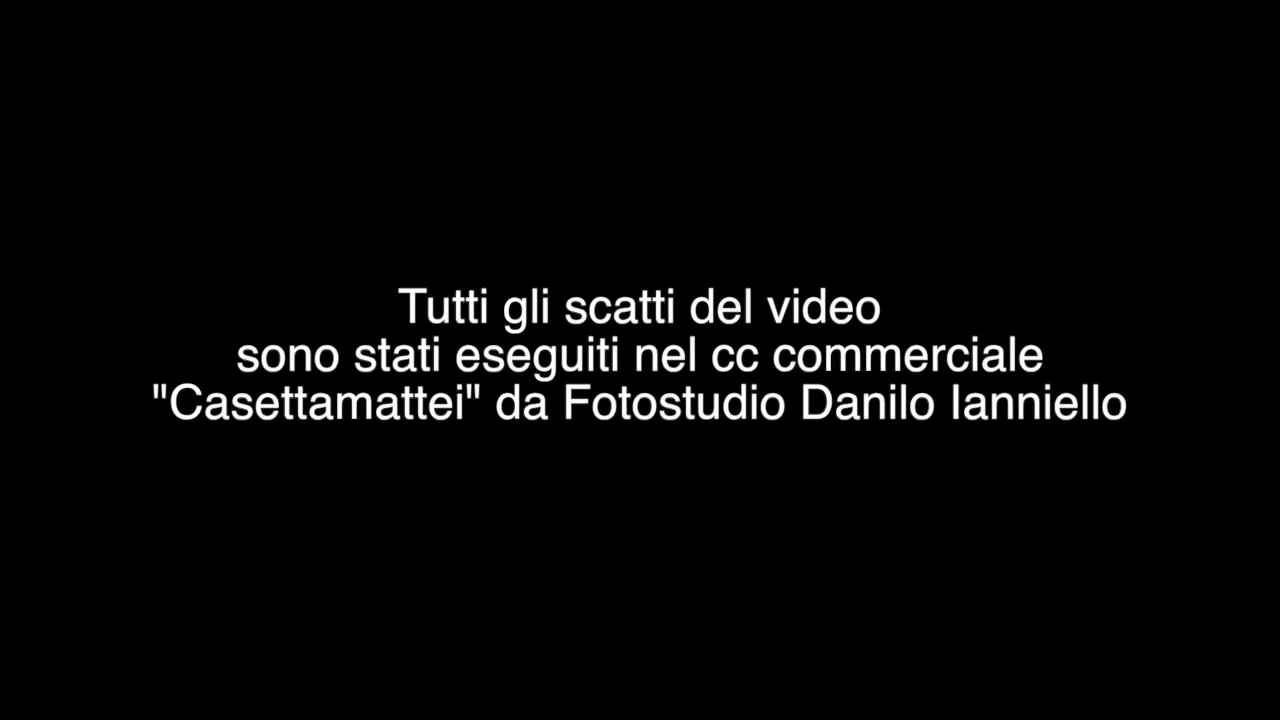 Tutti gli scatti del video
sono stati eseguiti nel cc commerciale
"Casettamattei" da Fotostudio Danilo Ianniello